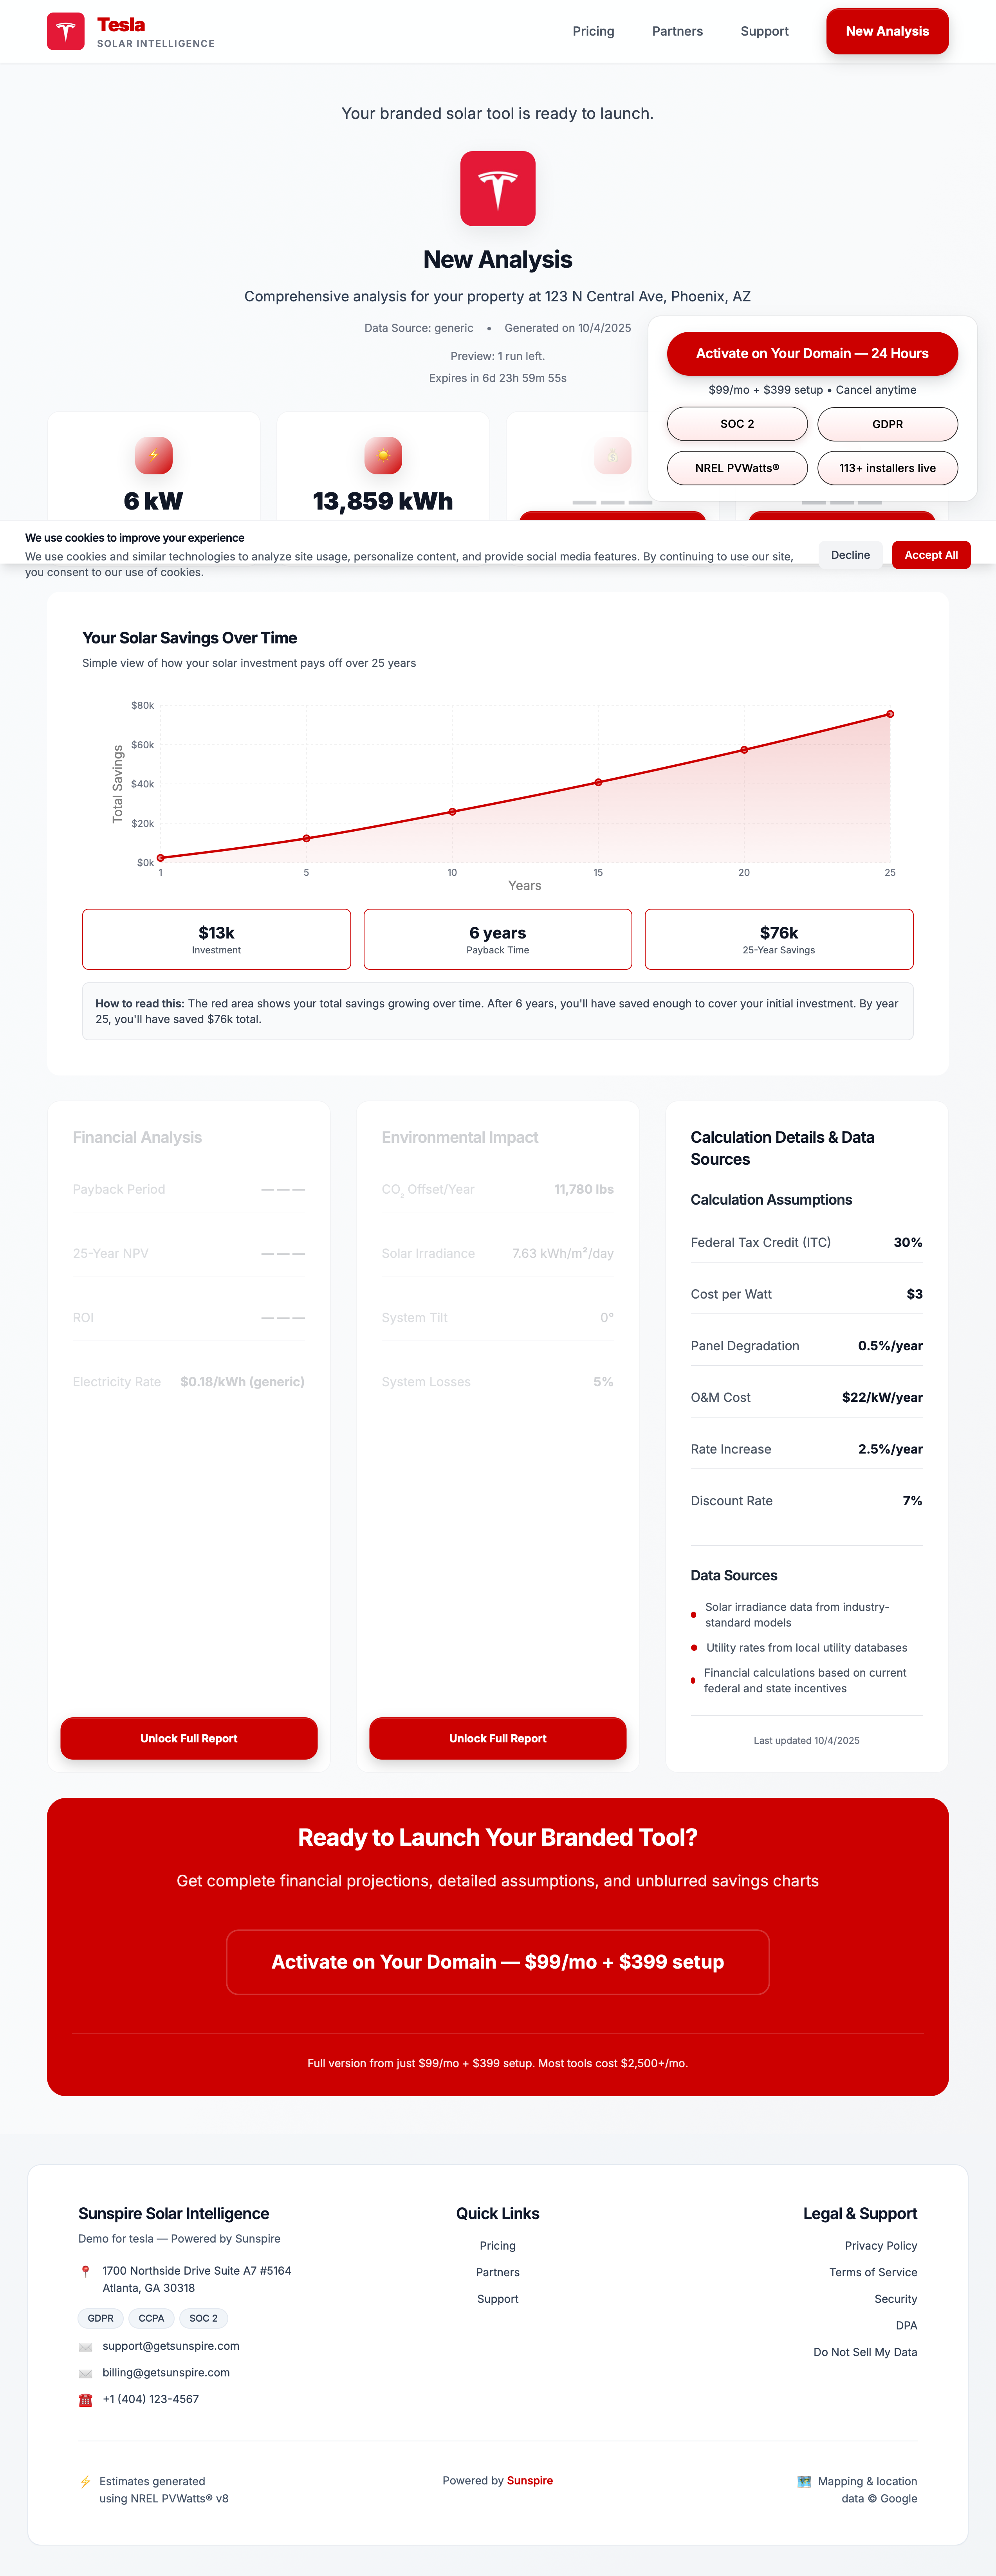 Tesla
SOLAR INTELLIGENCE
Pricing
Partners
Support
New Analysis
Your branded solar tool is ready to launch.
New Analysis
Comprehensive analysis for your property at 123 N Central Ave, Phoenix, AZ
Data Source: generic • Generated on 10/4/2025
Preview: 1 run left.
Expires in 6d 23h 59m 55s
Activate on Your Domain — 24 Hours
$99/mo + $399 setup • Cancel anytime
SOC 2
GDPR
NREL PVWatts®
113+ installers live
6 kW
13,859 kWh
— — —
— — —
We use cookies to improve your experience
We use cookies and similar technologies to analyze site usage, personalize content, and provide social media features. By continuing to use our site,
you consent to our use of cookies.
Decline
Accept All
Your Solar Savings Over Time
Simple view of how your solar investment pays off over 25 years
Total Savings
$80k
$60k
$40k
$20k
$0k
1 5 10 15 20 25
Years
$13k
Investment
6 years
Payback Time
$76k
25-Year Savings
How to read this: The red area shows your total savings growing over time. After 6 years, you'll have saved enough to cover your initial investment. By year
25, you'll have saved $76k total.
Financial Analysis
Payback Period — — —
25-Year NPV — — —
ROI — — —
Electricity Rate $0.18/kWh (generic)
Unlock Full Report
Environmental Impact
CO₂ Offset/Year 11,780 lbs
Solar Irradiance 7.63 kWh/m²/day
System Tilt 0°
System Losses 5%
Unlock Full Report
Calculation Details & Data
Sources
Calculation Assumptions
Federal Tax Credit (ITC) 30%
Cost per Watt $3
Panel Degradation 0.5%/year
O&M Cost $22/kW/year
Rate Increase 2.5%/year
Discount Rate 7%
Data Sources
Solar irradiance data from industry-
standard models
Utility rates from local utility databases
Financial calculations based on current
federal and state incentives
Last updated 10/4/2025
Ready to Launch Your Branded Tool?
Get complete financial projections, detailed assumptions, and unblurred savings charts
Activate on Your Domain — $99/mo + $399 setup
Full version from just $99/mo + $399 setup. Most tools cost $2,500+/mo.
Sunspire Solar Intelligence
Demo for tesla — Powered by Sunspire
1700 Northside Drive Suite A7 #5164
Atlanta, GA 30318
GDPR
CCPA
SOC 2
support@getsunspire.com
billing@getsunspire.com
+1 (404) 123-4567
Quick Links
Pricing
Partners
Support
Legal & Support
Privacy Policy
Terms of Service
Security
DPA
Do Not Sell My Data
Estimates generated
using NREL PVWatts® v8
Powered by Sunspire
Mapping & location
data © Google